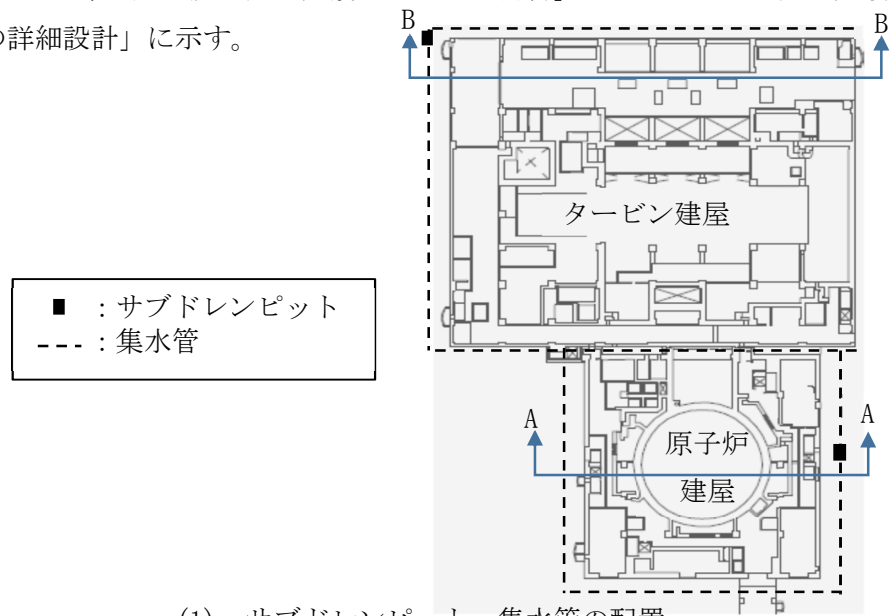 の詳細設計」に示す。
B
B
タービン建屋
■ :サブドレンピット
--- :集水管
A
A
原子炉
建屋
(1) サブドレンピット 集水管の配置